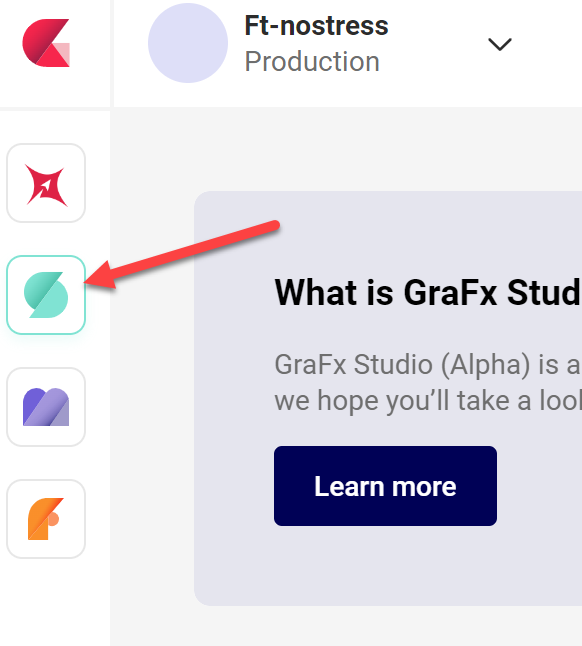 Ft-nostress
Production
What is GraFx Stud
GraFx Studio (Alpha) is a
we hope you’ll take a look
Learn more